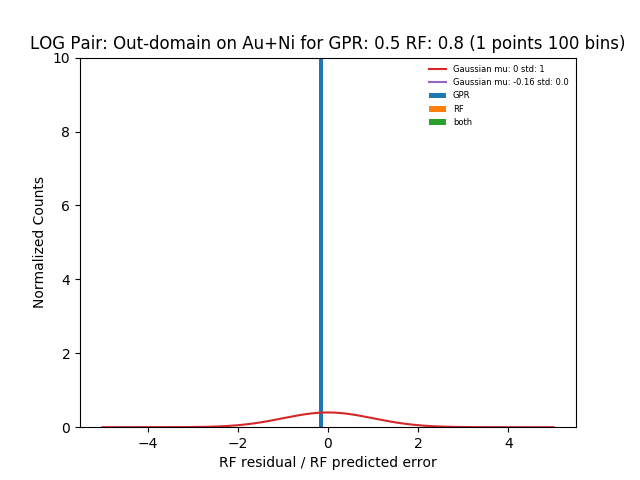 LOG Pair: Out-domain on Au+Ni for GPR: 0.5 RF: 0.8 (1 points 100 bins)
Gaussian mu: 0 std: 1
Gaussian mu: -0.16 std: 0.0
GPR
RF
both
Normalized Counts
10
8
6
4
2
0
−4 −2 0 2 4
RF residual / RF predicted error